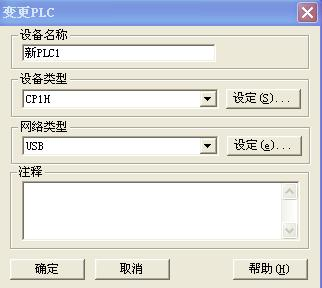 变更PLC
设备名称
新PLC1
设备类型
CP1H
设定(S)...
网络类型
USB
设定(e)...
注释
确定
取消
帮助(H)